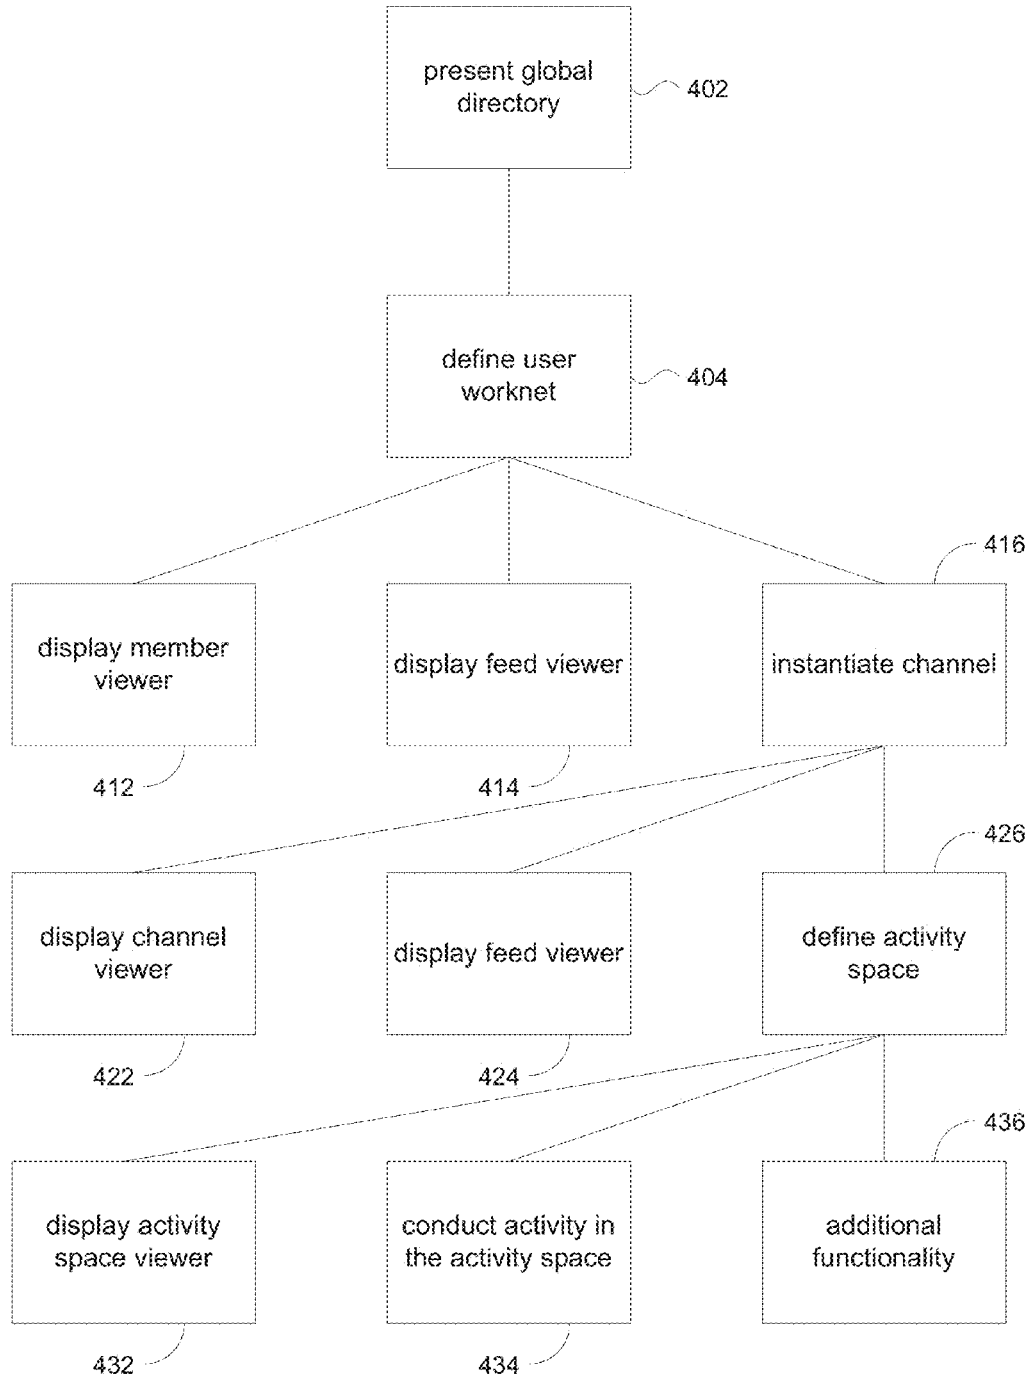 present global
directory
402
define user
worknet
404
416
display member
viewer
display feed viewer
instantiate channel
412
414
426
display channel
viewer
display feed viewer
define activity
space
422
424
436
display activity
space viewer
conduct activity in
the activity space
additional
functionality
432
434